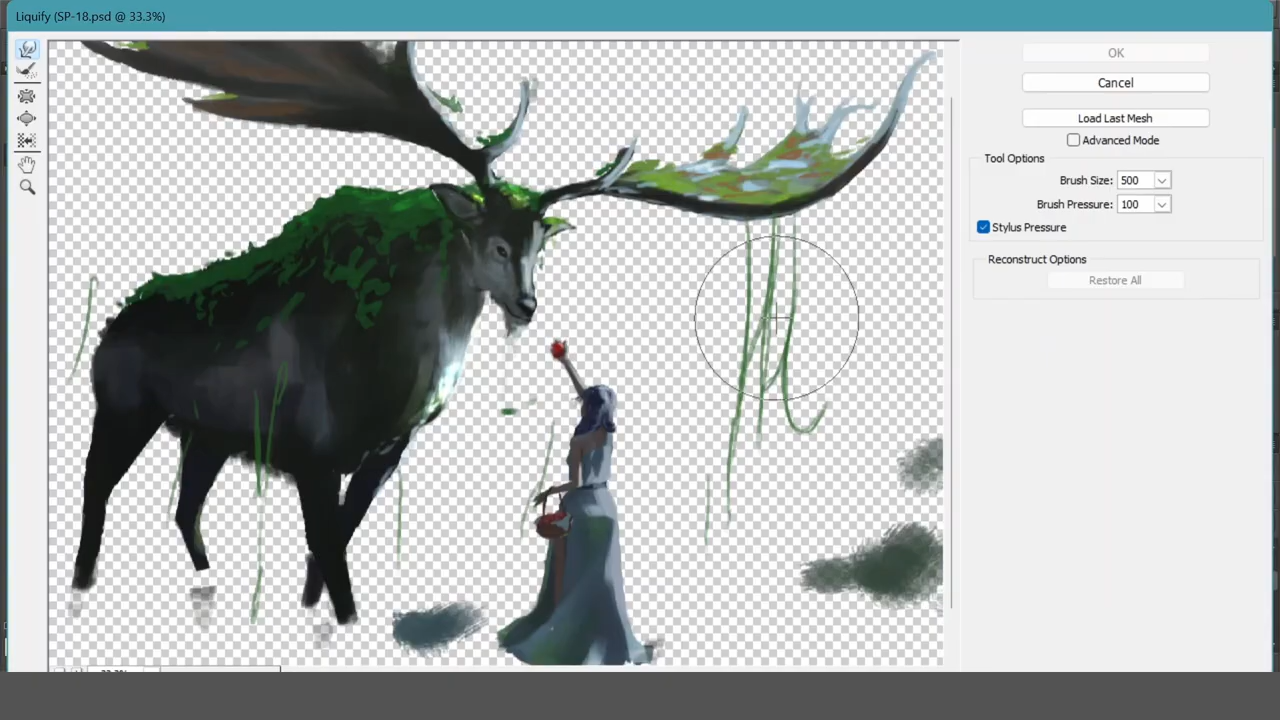 Liquify (SP-18.psd @ 33.3%)
OK
Cancel
Load Last Mesh
Advanced Mode
Tool Options
Brush Size: 500
Brush Pressure: 100
Stylus Pressure
Reconstruct Options
Restore All